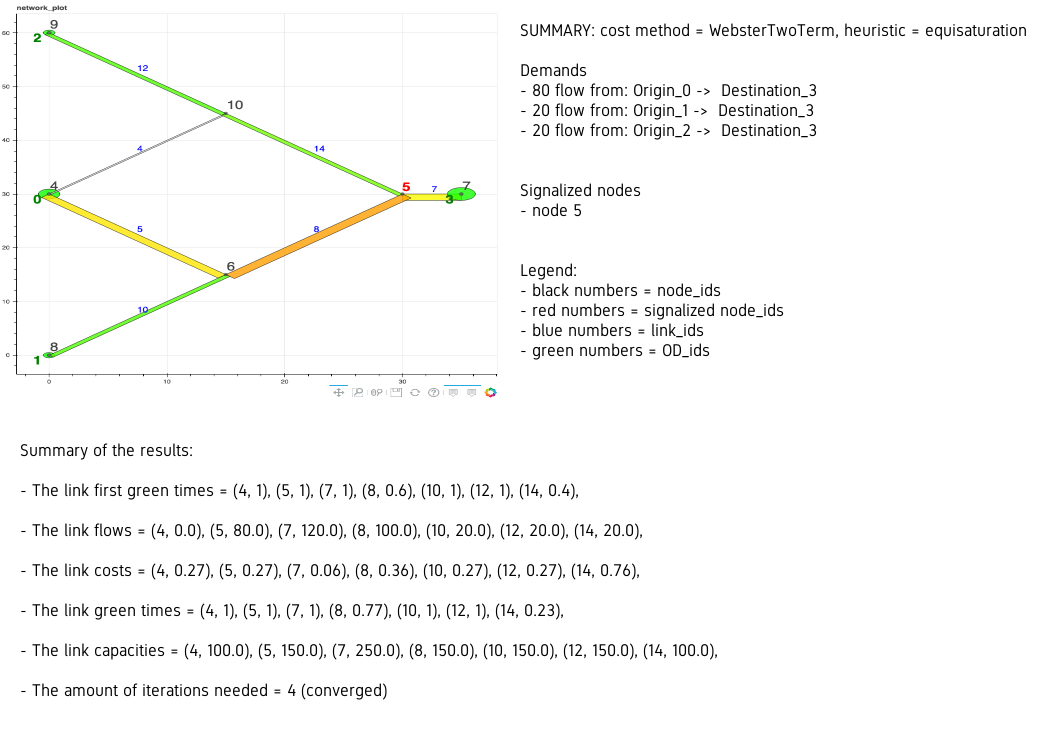 network_plot
SUMMARY: cost method = WebsterTwoTerm, heuristic = equisaturation
Demands
- 80 flow from: Origin_0 -> Destination_3
- 20 flow from: Origin_1 -> Destination_3
- 20 flow from: Origin_2 -> Destination_3
Signalized nodes
- node 5
Legend:
- black numbers = node_ids
- red numbers = signalized node_ids
- blue numbers = link_ids
- green numbers = OD_ids
60
50
40
30
20
10
0
0
10
20
30
9
2
12
10
4
14
4
0
5
7
7
3
5
8
6
10
8
1
Summary of the results:
- The link first green times = (4, 1), (5, 1), (7, 1), (8, 0.6), (10, 1), (12, 1), (14, 0.4),
- The link flows = (4, 0.0), (5, 80.0), (7, 120.0), (8, 100.0), (10, 20.0), (12, 20.0), (14, 20.0),
- The link costs = (4, 0.27), (5, 0.27), (7, 0.06), (8, 0.36), (10, 0.27), (12, 0.27), (14, 0.76),
- The link green times = (4, 1), (5, 1), (7, 1), (8, 0.77), (10, 1), (12, 1), (14, 0.23),
- The link capacities = (4, 100.0), (5, 150.0), (7, 250.0), (8, 150.0), (10, 150.0), (12, 150.0), (14, 100.0),
- The amount of iterations needed = 4 (converged)